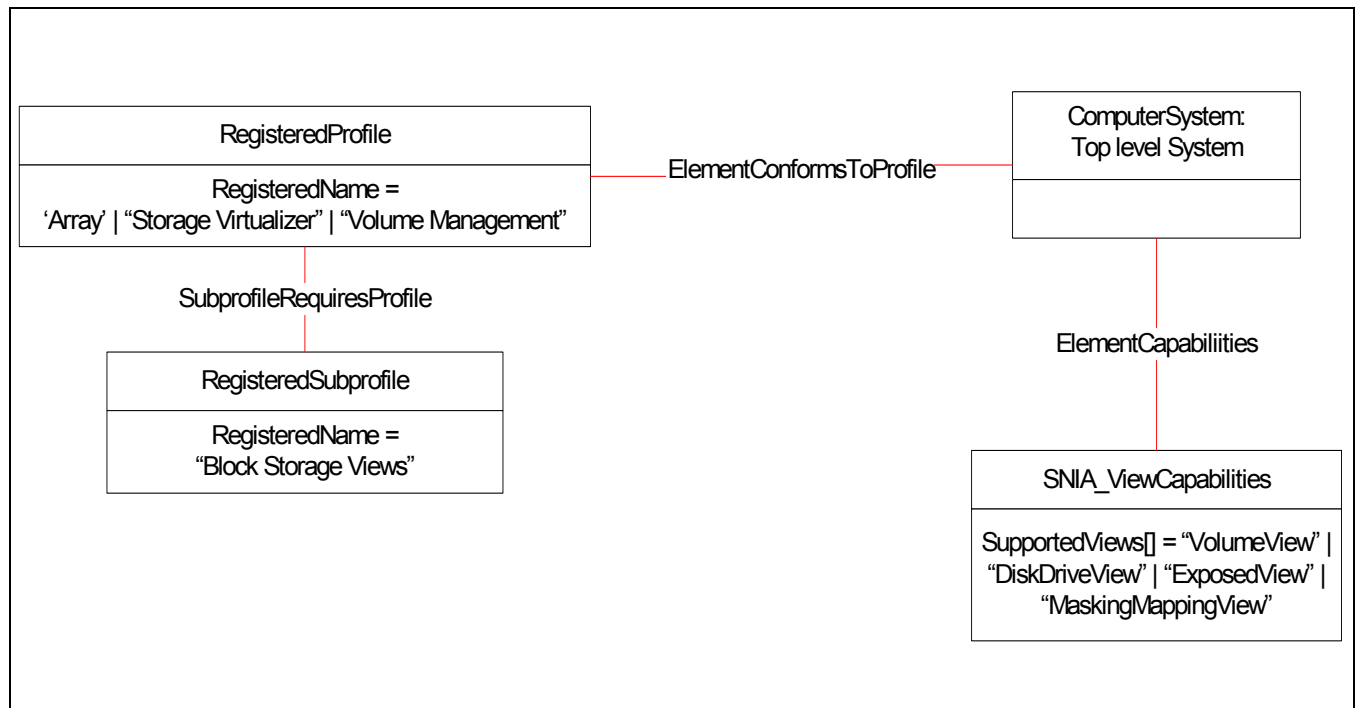 RegisteredProfile
RegisteredName =
‘Array’ | “Storage Virtualizer” | “Volume Management”
ElementConformsToProfile
ComputerSystem:
Top level System
SubprofileRequiresProfile
RegisteredSubprofile
RegisteredName =
“Block Storage Views”
ElementCapabiliities
SNIA_ViewCapabilities
SupportedViews[] = “VolumeView” |
“DiskDriveView” | “ExposedView” |
“MaskingMappingView”